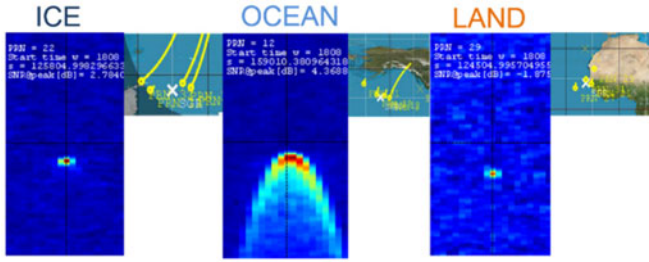 ICE
OCEAN
LAND
PRN = 22
Start time w = 1808
s = 125804.998296633
SNR@peak[dB] = 2.7840
PRN = 12
Start time w = 1808
s = 159010.380964318
SNR@peak[dB] = 4.3688
PRN = 29
Start time w = 1808
s = 124504.995704955
SNR@peak[dB] = -1.875